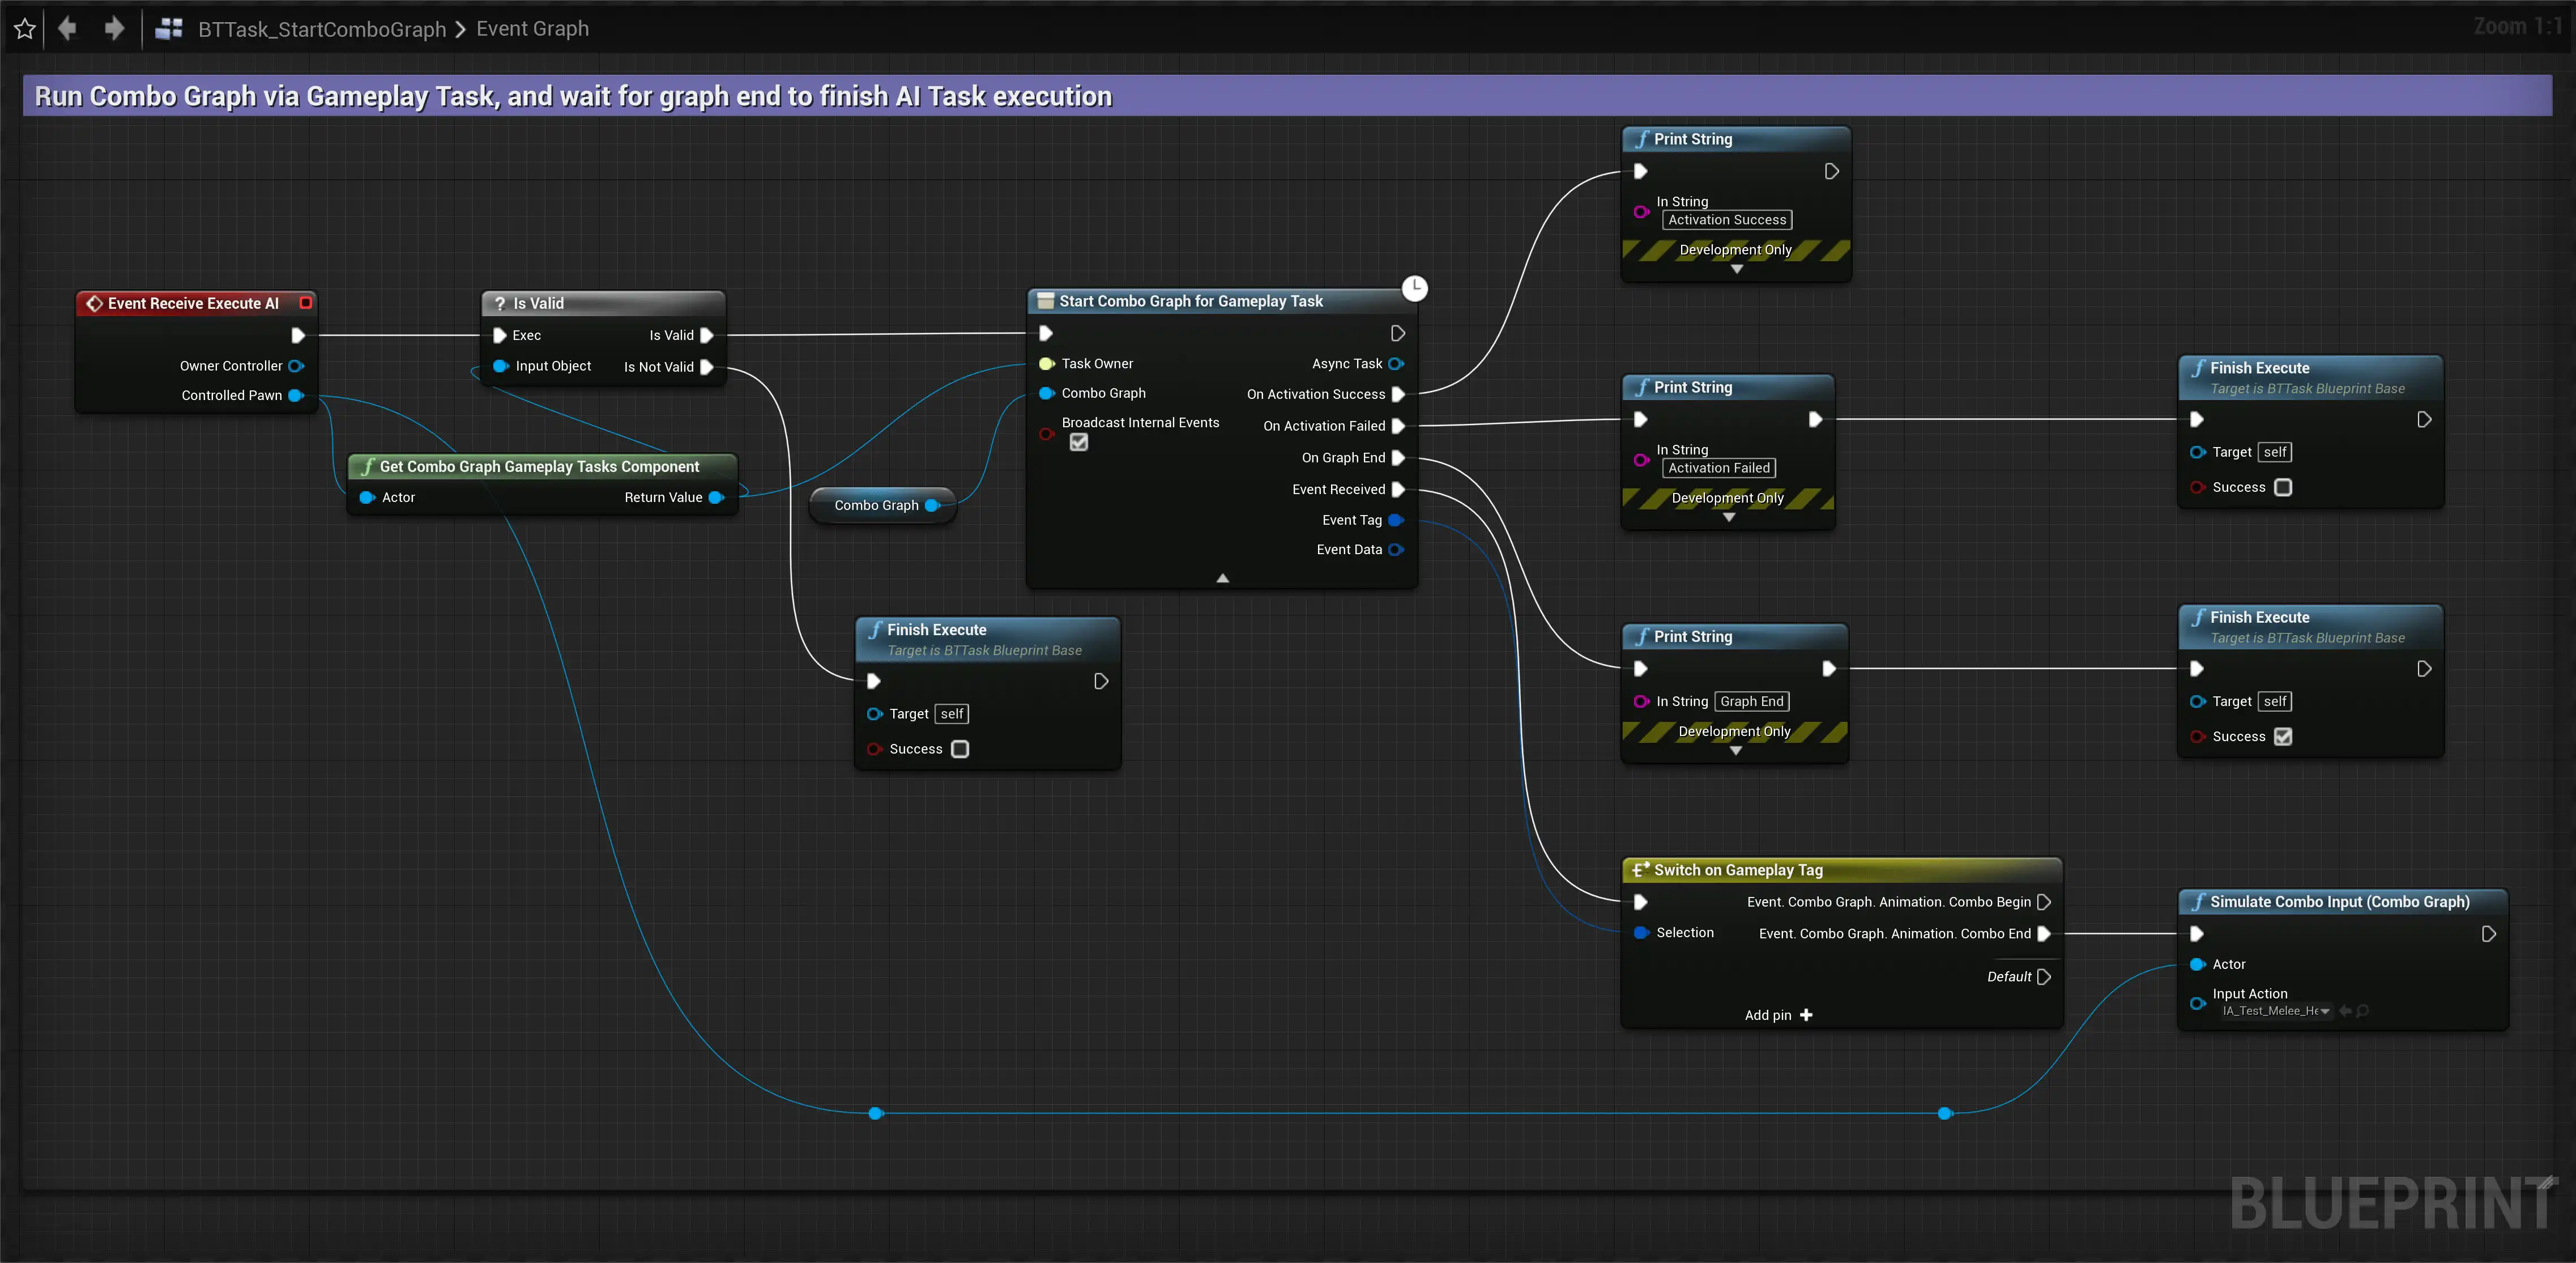 BTTask_StartComboGraph > Event Graph
Zoom 1:1
Run Combo Graph via Gameplay Task, and wait for graph end to finish AI Task execution
Event Receive Execute AI
Owner Controller
Controlled Pawn
? Is Valid
Exec
Is Valid
Input Object
Is Not Valid
f Get Combo Graph Gameplay Tasks Component
Actor
Return Value
Combo Graph
f Finish Execute
Target is BTTask Blueprint Base
Target self
Success
Start Combo Graph for Gameplay Task
Task Owner
Async Task
Combo Graph
On Activation Success
Broadcast Internal Events
On Activation Failed
On Graph End
Event Received
Event Tag
Event Data
f Print String
In String
Activation Success
Development Only
f Print String
In String
Activation Failed
Development Only
f Finish Execute
Target is BTTask Blueprint Base
Target self
Success
f Print String
In String Graph End
Development Only
f Finish Execute
Target is BTTask Blueprint Base
Target self
Success
Switch on Gameplay Tag
Event. Combo Graph. Animation. Combo Begin
Selection
Event. Combo Graph. Animation. Combo End
Default
Add pin
f Simulate Combo Input (Combo Graph)
Actor
Input Action
IA_Test_Melee_He
BLUEPRINT